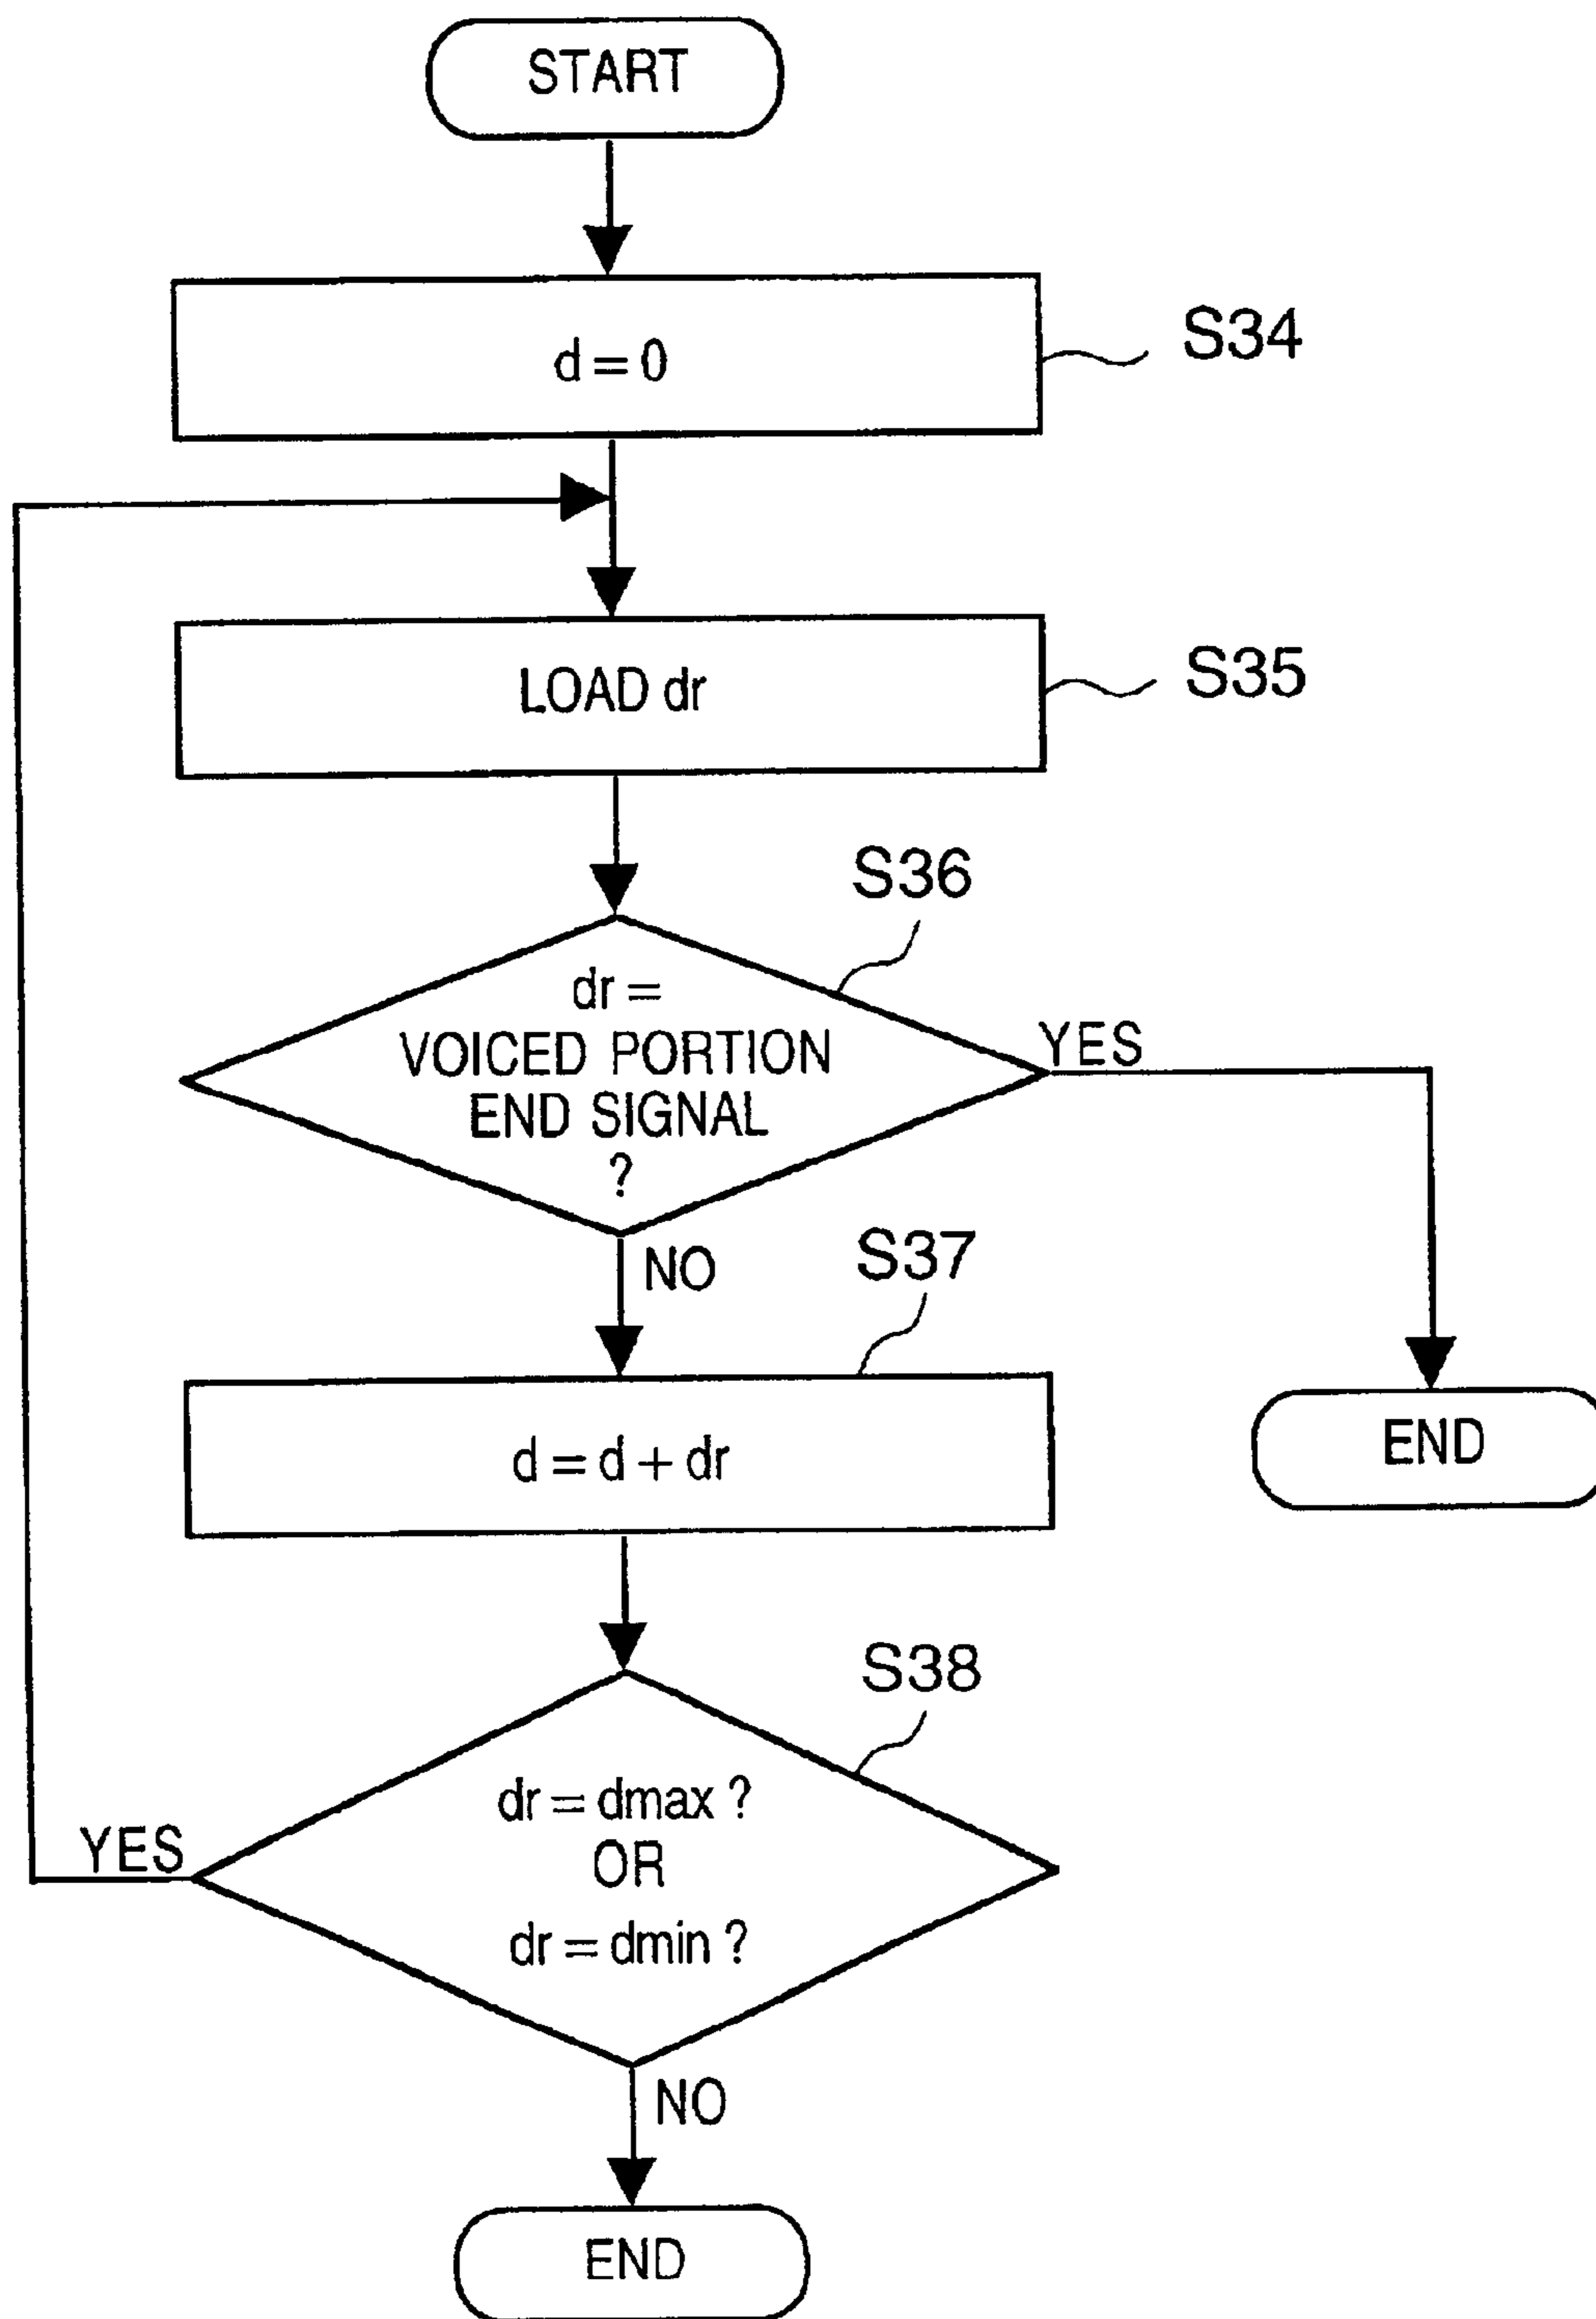 START
d = 0
S34
LOAD dr
S35
S36
dr =
VOICED PORTION
END SIGNAL
?
YES
NO
S37
d = d + dr
END
S38
dr = dmax ?
OR
dr = dmin ?
YES
NO
END